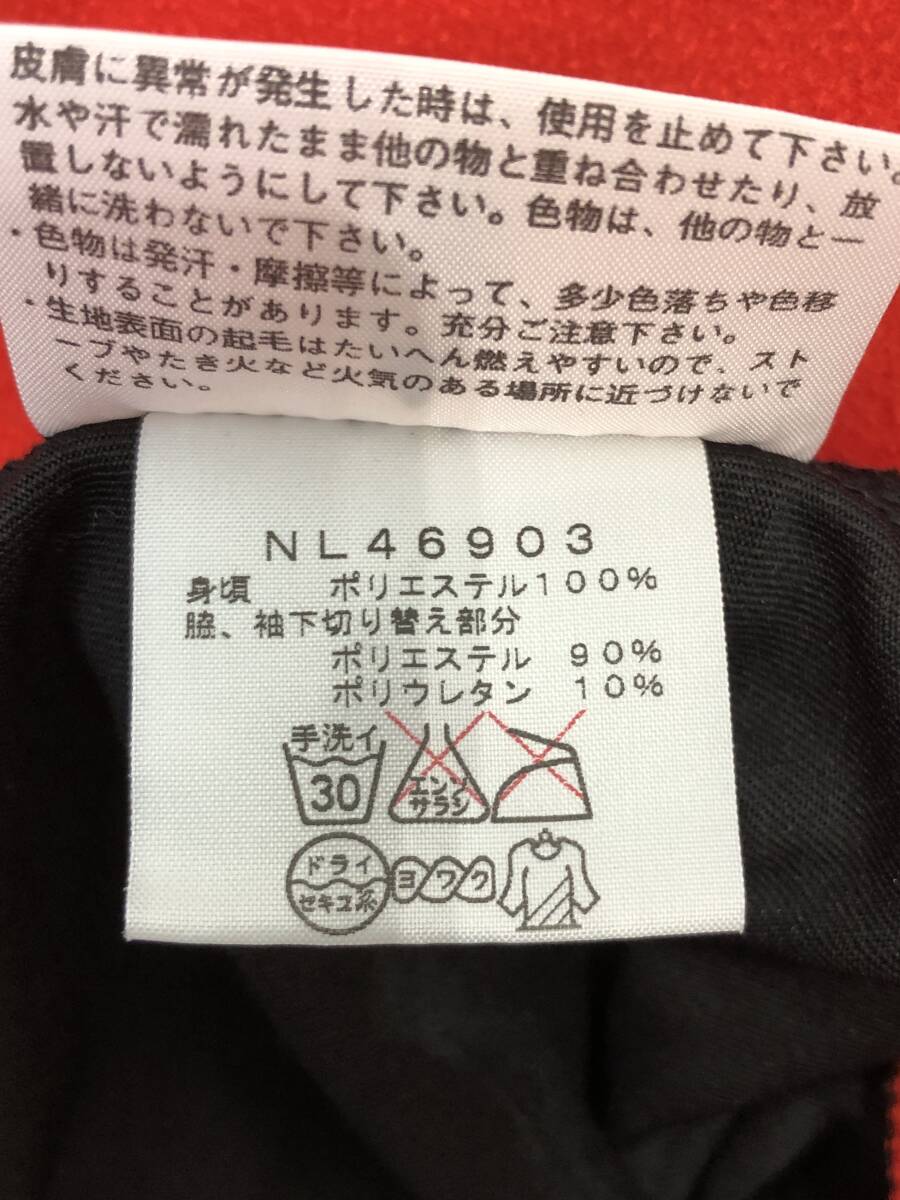 皮膚に異常が発生した時は、使用を止めて下さい。
水や汗で濡れたまま他の物と重ね合わせたり、放
置しないようにして下さい。色物は、他の物と一
緒に洗わないで下さい。
・色物は発汗・摩擦等によって、多少色落ちや色移
りすることがあります。充分ご注意下さい。
・生地表面の起毛はたいへん燃えやすいので、スト
ーブやたき火など火気のある場所に近づけないで
ください。
NL46903
身頃 ポリエステル100%
脇、袖下切り替え部分
ポリエステル 90%
ポリウレタン 10%
手洗イ
30
エンソ
サラシ
ドライ
セキユ系
ヨワク